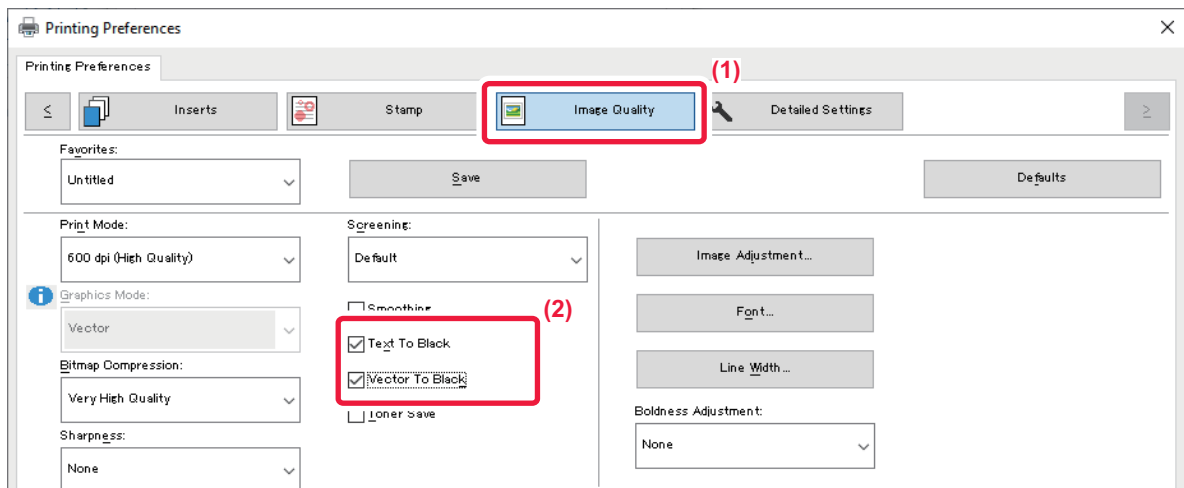 Printing Preferences
Printing Preferences
(1)
< Inserts Stamp Image Quality Detailed Settings >
Favorites:
Untitled Save Defaults
Print Mode: Screening:
600 dpi (High Quality) Default Image Adjustment...
Graphics Mode: Smoothing (2) Font...
Vector Text To Black
Bitmap Compression: Vector To Black Line Width...
Very High Quality Toner Save Boldness Adjustment:
Sharpness: None
None